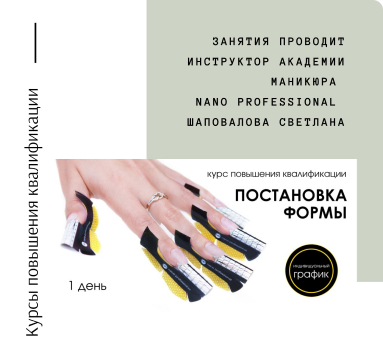 Курсы повышения квалификации
ЗАНЯТИЯ ПРОВОДИТ
ИНСТРУКТОР АКАДЕМИИ
МАНИКЮРА
NANO PROFESSIONAL
ШАПОВАЛОВА СВЕТЛАНА
курс повышения квалификации
ПОСТАНОВКА
ФОРМЫ
1 день
индивидуальный
график